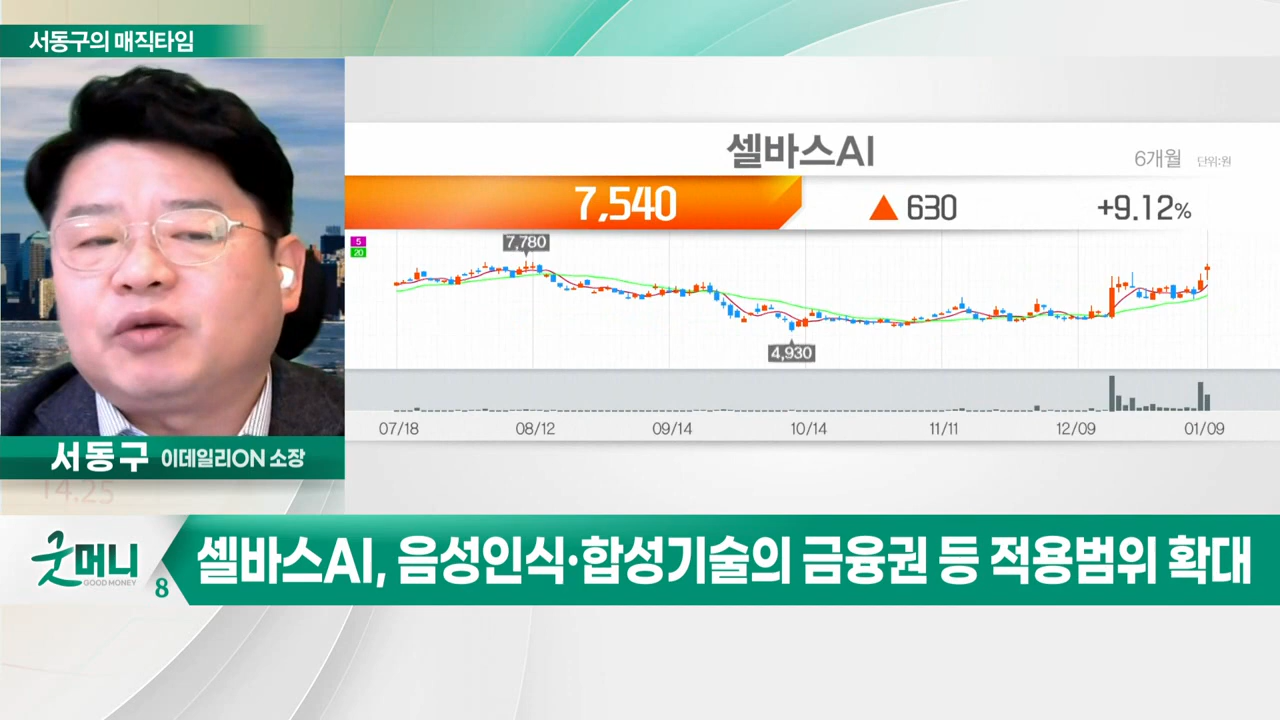 서동구의 매직타임
셀바스AI
6개월 단위:원
7,540 ▲ 630 +9.12%
5
20
7,780
4,930
07/18 08/12 09/14 10/14 11/11 12/09 01/09
서동구 이데일리ON 소장
14.25
굿머니
GOOD MONEY
8
셀바스AI, 음성인식·합성기술의 금융권 등 적용범위 확대